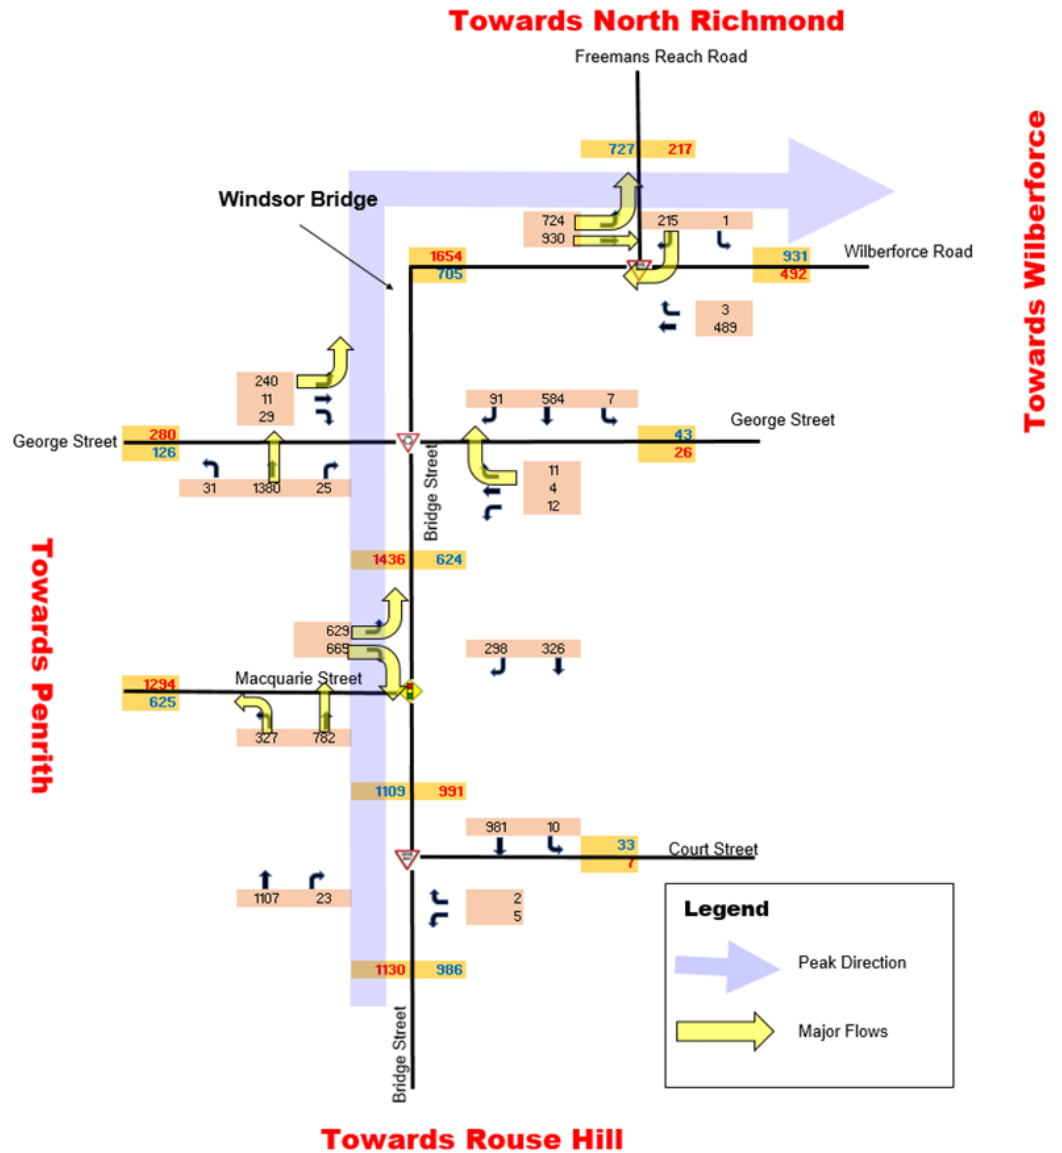 Towards North Richmond
Freemans Reach Road
727 217
Towards Wilberforce
Windsor Bridge
724
930
215 1
1654
705
931
492
Wilberforce Road
3
489
240
11
29
91 584 7
George Street
280
126
43
26
George Street
31 1380 25
11
4
12
Bridge Street
1436 624
Towards Penrith
629
665
298 326
Macquarie Street
1294
625
327 782
1109 991
981 10
33
7
Court Street
1107 23
2
5
Legend
Peak Direction
Major Flows
1130 986
Bridge Street
Towards Rouse Hill